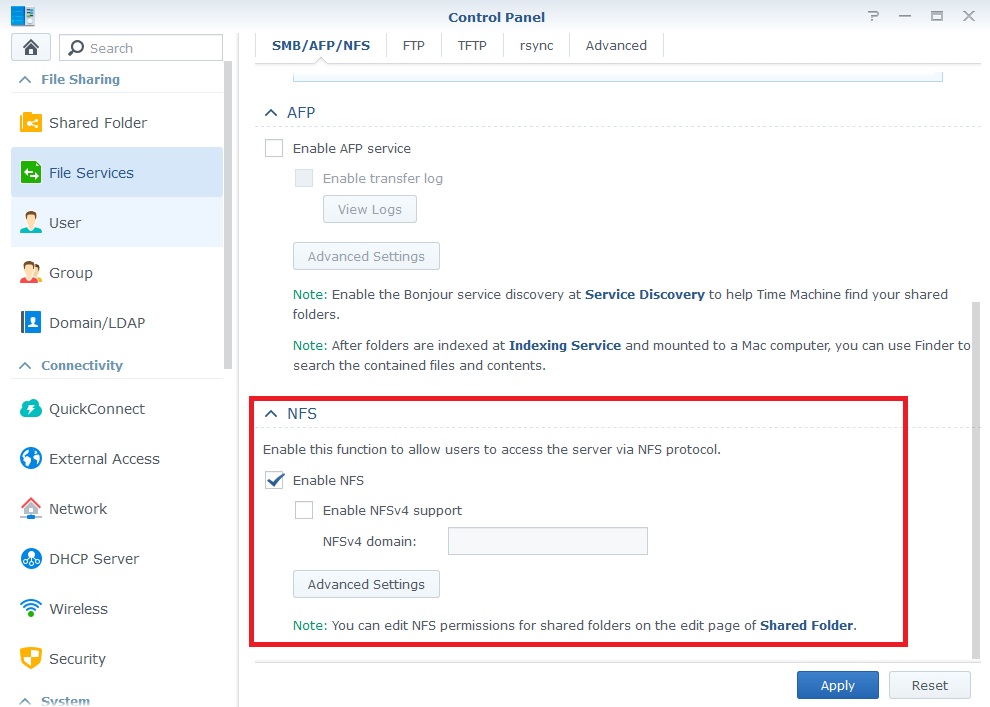 Control Panel
Search
SMB/AFP/NFS FTP TFTP rsync Advanced
File Sharing
Shared Folder
File Services
User
Group
Domain/LDAP
Connectivity
QuickConnect
External Access
Network
DHCP Server
Wireless
Security
System
AFP
Enable AFP service
Enable transfer log
View Logs
Advanced Settings
Note: Enable the Bonjour service discovery at Service Discovery to help Time Machine find your shared
folders.
Note: After folders are indexed at Indexing Service and mounted to a Mac computer, you can use Finder to
search the contained files and contents.
NFS
Enable this function to allow users to access the server via NFS protocol.
Enable NFS
Enable NFSv4 support
NFSv4 domain:
Advanced Settings
Note: You can edit NFS permissions for shared folders on the edit page of Shared Folder.
Apply Reset